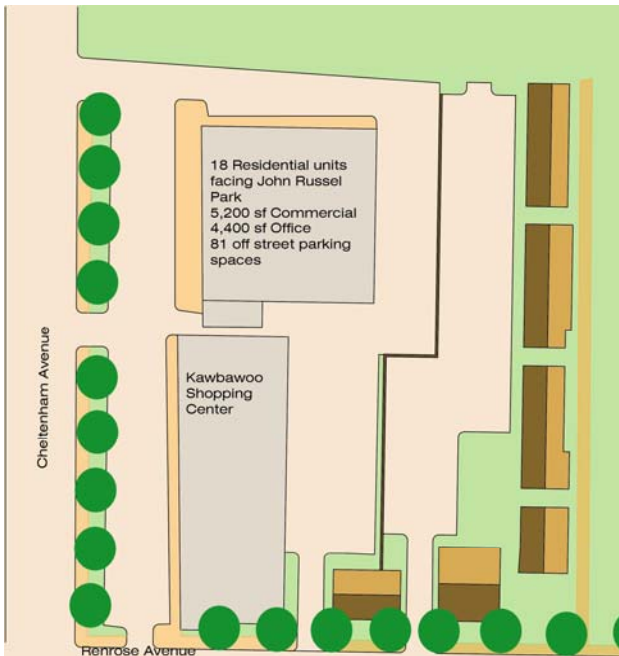 18 Residential units
facing John Russel
Park
5,200 sf Commercial
4,400 sf Office
81 off street parking
spaces
Kawbawoo
Shopping
Center
Cheltenham Avenue
Renrose Avenue